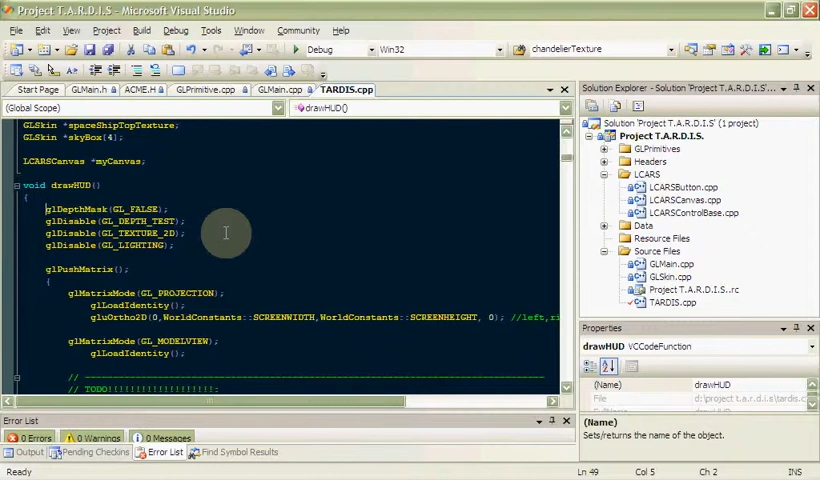 Project T.A.R.D.I.S - Microsoft Visual Studio
File Edit View Project Build Debug Tools Window Community Help
Debug Win32 chandelierTexture
Start Page GLMain.h ACME.H GLPrimitive.cpp GLMain.cpp TARDIS.cpp
(Global Scope) drawHUD()
GLSkin *spaceShipTopTexture;
GLSkin *skyBox[4];
LCARSCanvas *myCanvas;
void drawHUD()
{
glDepthMask(GL_FALSE);
glDisable(GL_DEPTH_TEST);
glDisable(GL_TEXTURE_2D);
glDisable(GL_LIGHTING);
glPushMatrix();
{
glMatrixMode(GL_PROJECTION);
glLoadIdentity();
gluOrtho2D(0,WorldConstants::SCREENWIDTH,WorldConstants::SCREENHEIGHT, 0); //left,ri
glMatrixMode(GL_MODELVIEW);
glLoadIdentity();
// TODO!!!!!!!!!!!!!!!!!!!:
Solution Explorer - Solution 'Project T...
Solution 'Project T.A.R.D.I.S' (1 project)
Project T.A.R.D.I.S.
GLPrimitives
Headers
LCARS
LCARSButton.cpp
LCARSCanvas.cpp
LCARSControlBase.cpp
Data
Resource Files
Source Files
GLMain.cpp
GLSkin.cpp
Project T.A.R.D.I.S..rc
TARDIS.cpp
Properties
drawHUD VCCodeFunction
(Name) drawHUD
File d:\project t.a.r.d.i.s\tardis.cp
(Name)
Sets/returns the name of the object.
Error List
0 Errors 0 Warnings 0 Messages
Output Pending Checkins Error List Find Symbol Results
Ready Ln 49 Col 5 Ch 2 INS